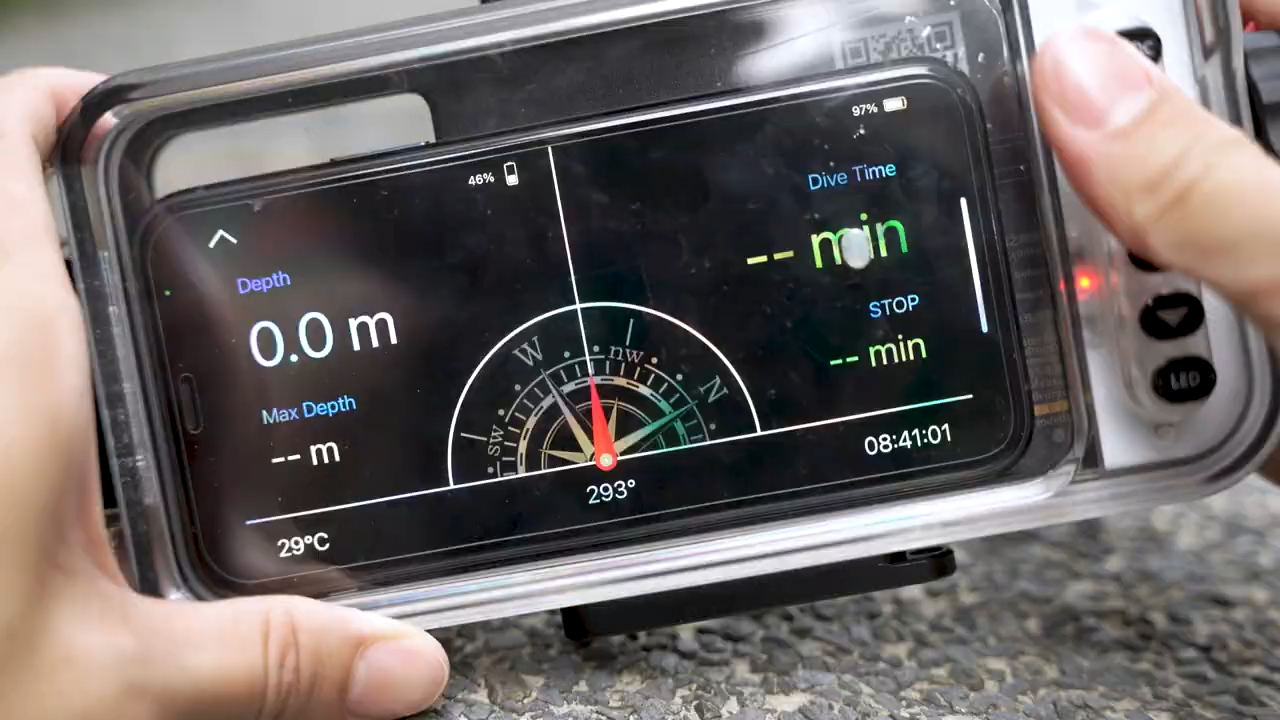 46%
97%
Depth
0.0 m
Max Depth
-- m
Dive Time
-- min
STOP
-- min
W
nw
N
sw
293°
08:41:01
29°C
LED